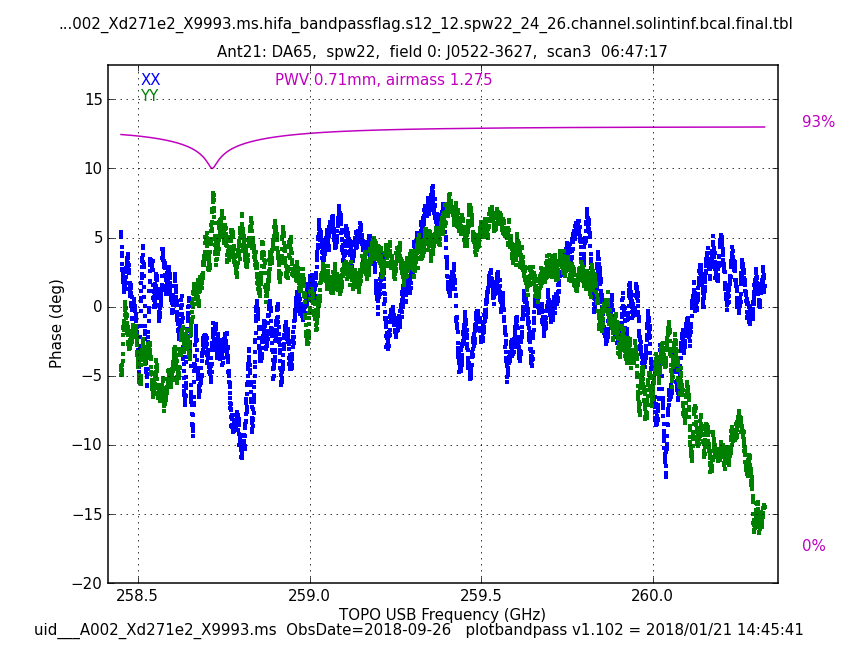 ...002_Xd271e2_X9993.ms.hifa_bandpassflag.s12_12.spw22_24_26.channel.solintinf.bcal.final.tbl
Ant21: DA65, spw22, field 0: J0522-3627, scan3 06:47:17
XX
PWV 0.71mm, airmass 1.275
YY
15
93%
10
5
0
Phase (deg)
−5
−10
−15
0%
−20
258.5
259.0
259.5
260.0
TOPO USB Frequency (GHz)
uid___A002_Xd271e2_X9993.ms ObsDate=2018-09-26 plotbandpass v1.102 = 2018/01/21 14:45:41